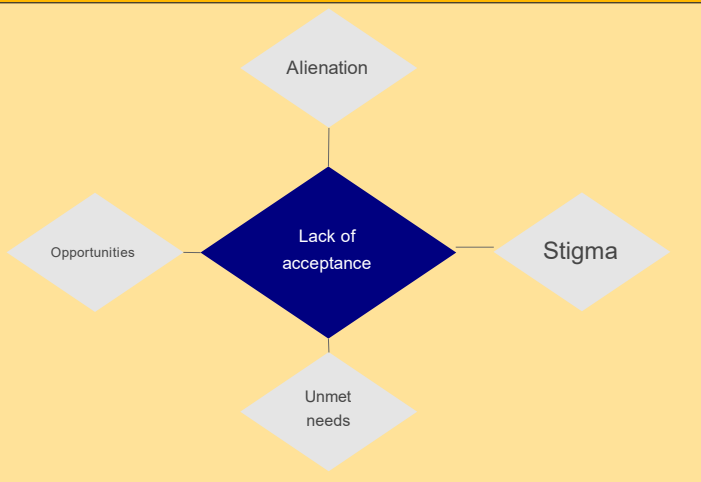 Alienation
Lack of
acceptance
Opportunities
Stigma
Unmet
needs